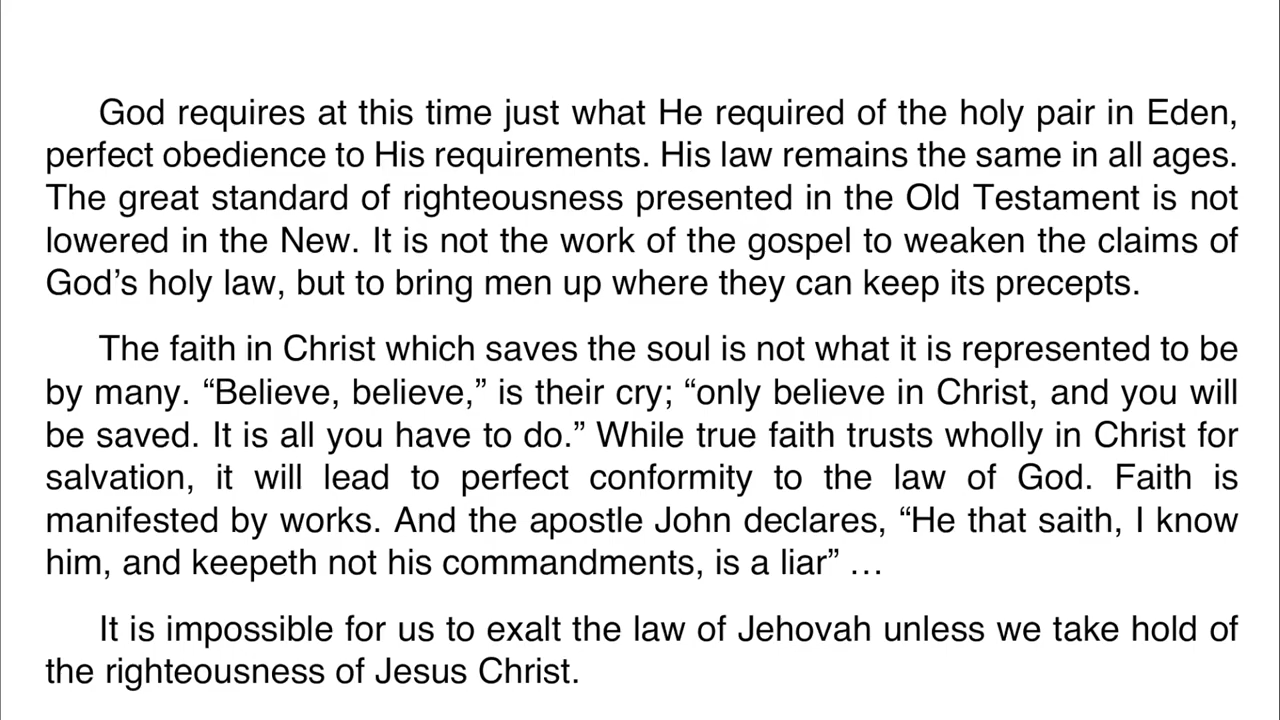 God requires at this time just what He required of the holy pair in Eden,
perfect obedience to His requirements. His law remains the same in all ages.
The great standard of righteousness presented in the Old Testament is not
lowered in the New. It is not the work of the gospel to weaken the claims of
God’s holy law, but to bring men up where they can keep its precepts.
The faith in Christ which saves the soul is not what it is represented to be
by many. “Believe, believe,” is their cry; “only believe in Christ, and you will
be saved. It is all you have to do.” While true faith trusts wholly in Christ for
salvation, it will lead to perfect conformity to the law of God. Faith is
manifested by works. And the apostle John declares, “He that saith, I know
him, and keepeth not his commandments, is a liar” …
It is impossible for us to exalt the law of Jehovah unless we take hold of
the righteousness of Jesus Christ.